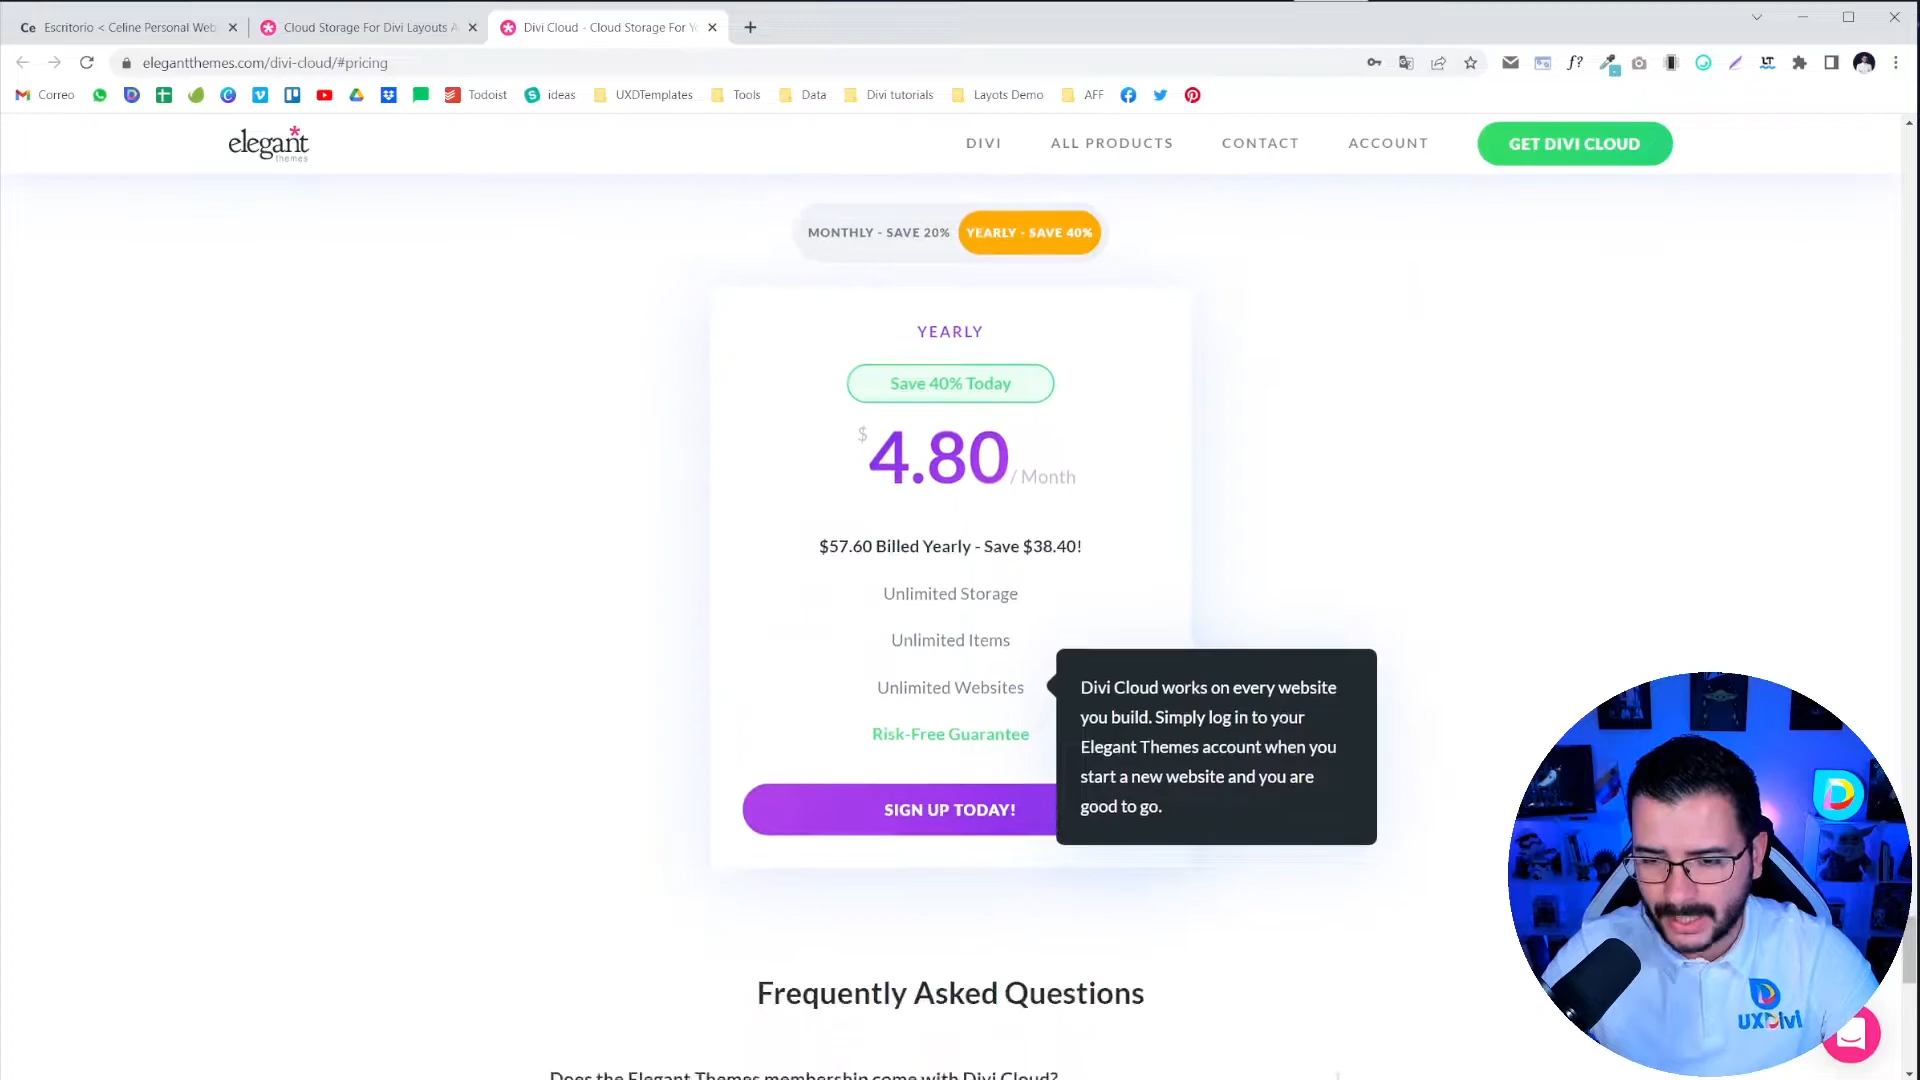 Ce Escritorio < Celine Personal Web
Cloud Storage For Divi Layouts A
Divi Cloud - Cloud Storage For Yo
elegantthemes.com/divi-cloud/#pricing
f?
LT
Correo
Todoist
ideas
UXDTemplates
Tools
Data
Divi tutorials
Layots Demo
AFF
elegant
themes
DIVI
ALL PRODUCTS
CONTACT
ACCOUNT
GET DIVI CLOUD
MONTHLY - SAVE 20%
YEARLY - SAVE 40%
YEARLY
Save 40% Today
$4.80/ Month
$57.60 Billed Yearly - Save $38.40!
Unlimited Storage
Unlimited Items
Unlimited Websites
Risk-Free Guarantee
SIGN UP TODAY!
Divi Cloud works on every website
you build. Simply log in to your
Elegant Themes account when you
start a new website and you are
good to go.
Frequently Asked Questions
Does the Elegant Themes membership come with Divi Cloud?
UXDivi